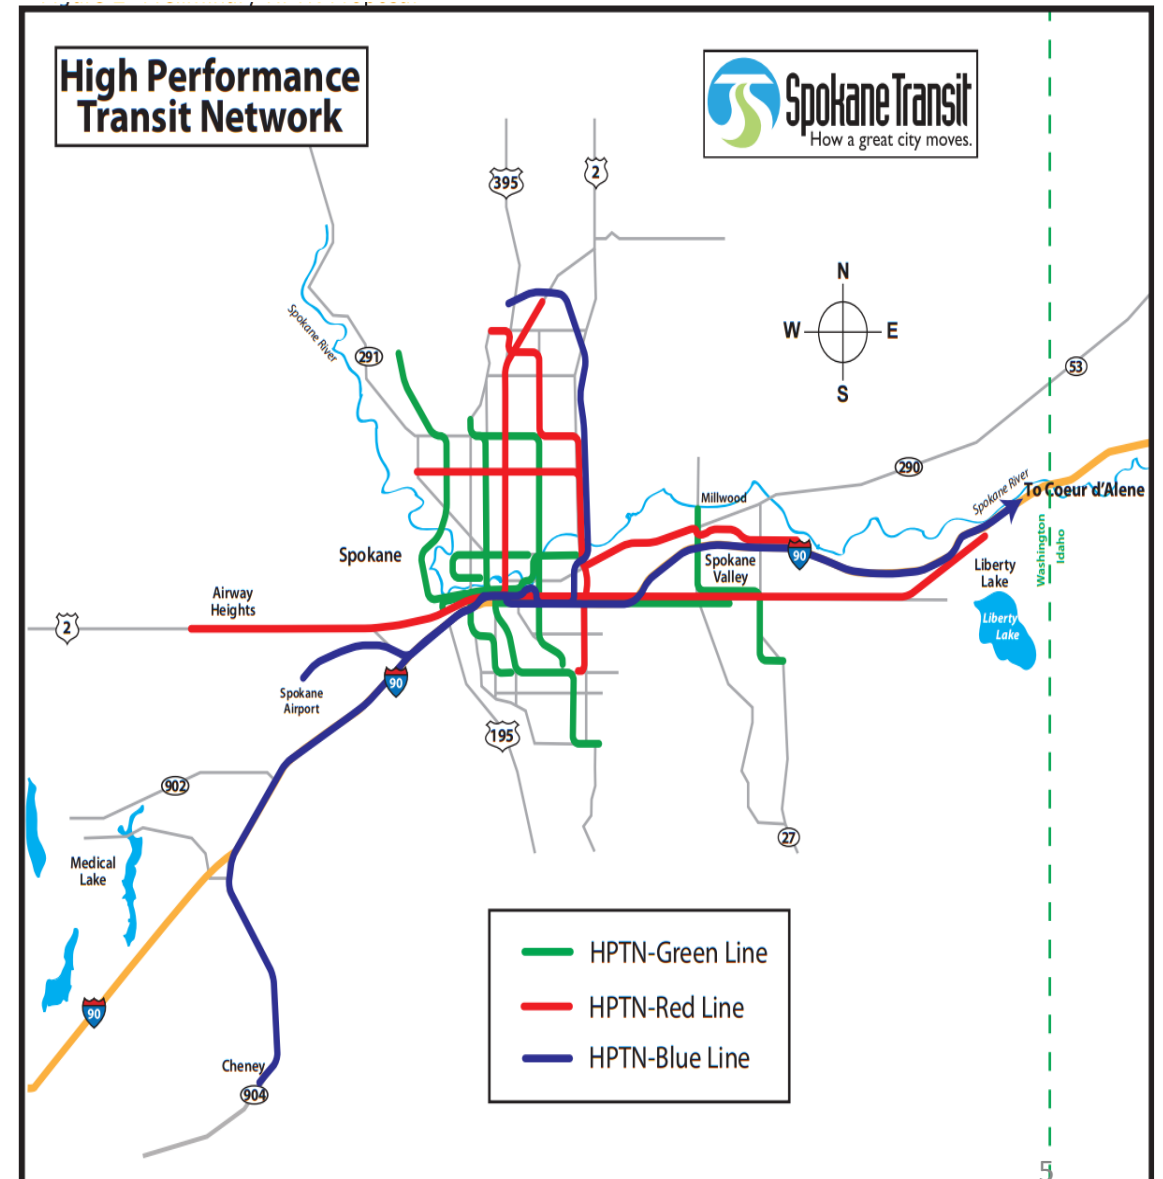 High Performance
Transit Network
Spokane Transit
How a great city moves.
395
2
N
W
E
S
Spokane River
291
53
290
Spokane River
To Coeur d'Alene
Millwood
Washington
Idaho
Spokane
90
Spokane
Valley
Liberty
Lake
Airway
Heights
Liberty
Lake
2
90
Spokane
Airport
195
902
27
Medical
Lake
HPTN-Green Line
HPTN-Red Line
90
HPTN-Blue Line
Cheney
904
5